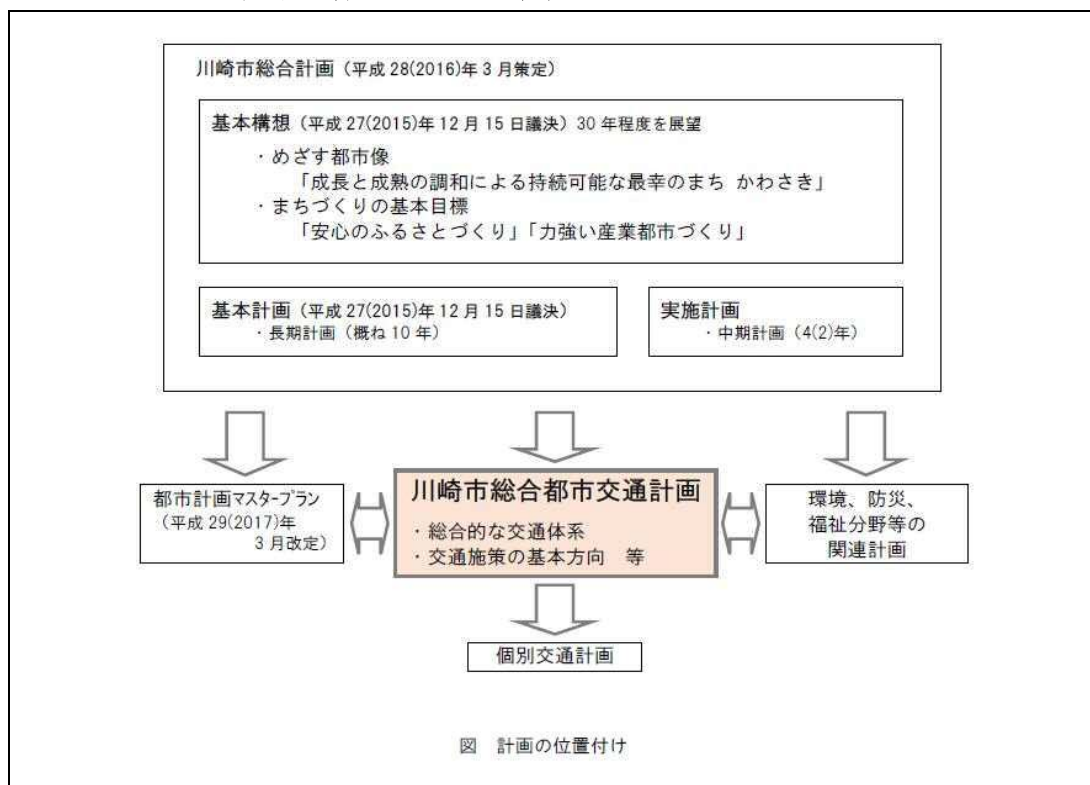 川崎市総合計画（平成 28(2016)年 3 月策定）
基本構想（平成 27(2015)年 12 月 15 日議決）30 年程度を展望
・めざす都市像
「成長と成熟の調和による持続可能な最幸のまち かわさき」
・まちづくりの基本目標
「安心のふるさとづくり」「力強い産業都市づくり」
基本計画（平成 27(2015)年 12 月 15 日議決）
・長期計画（概ね 10 年）
実施計画
・中期計画（4(2)年）
都市計画マスタープラン
（平成 29(2017)年
3 月改定）
川崎市総合都市交通計画
・総合的な交通体系
・交通施策の基本方向　等
環境、防災、
福祉分野等の
関連計画
個別交通計画
図　計画の位置付け